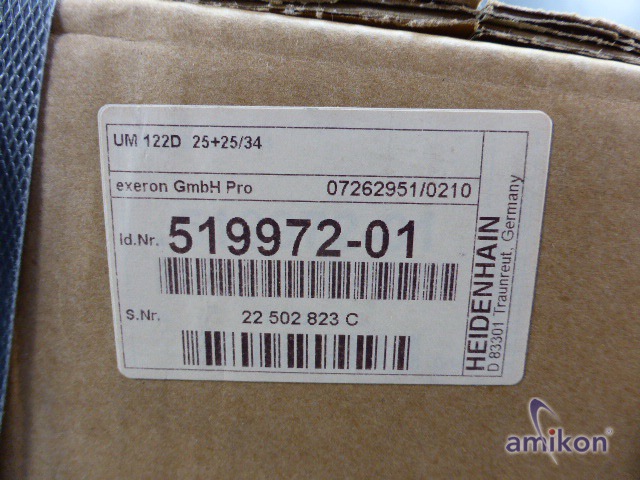 UM 122D 25+25/34
exeron GmbH Pro 07262951/0210
Id.Nr. 519972-01
S.Nr. 22 502 823 C
HEIDENHAIN
D 83301 Traunreut, Germany
amikon®